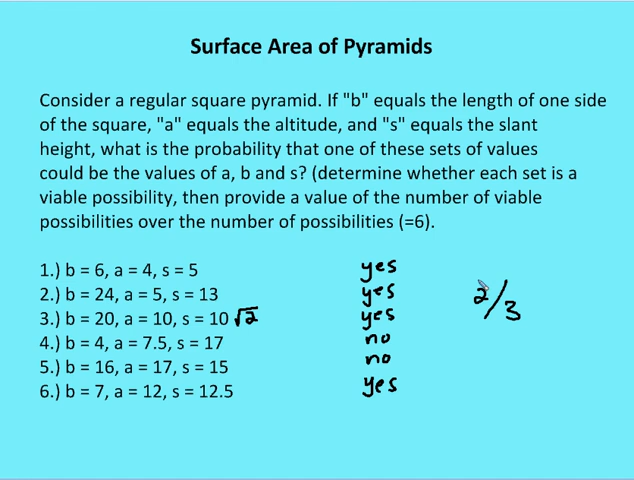 Surface Area of Pyramids
Consider a regular square pyramid. If "b" equals the length of one side
of the square, "a" equals the altitude, and "s" equals the slant
height, what is the probability that one of these sets of values
could be the values of a, b and s? (determine whether each set is a
viable possibility, then provide a value of the number of viable
possibilities over the number of possibilities (=6).
1.) b = 6, a = 4, s = 5 yes
2.) b = 24, a = 5, s = 13 yes
3.) b = 20, a = 10, s = 10 √2 yes
4.) b = 4, a = 7.5, s = 17 no
5.) b = 16, a = 17, s = 15 no
6.) b = 7, a = 12, s = 12.5 yes
2/3